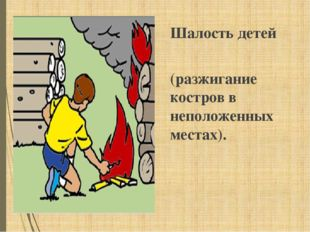 Шалость детей
(разжигание
костров в
неположенных
местах).